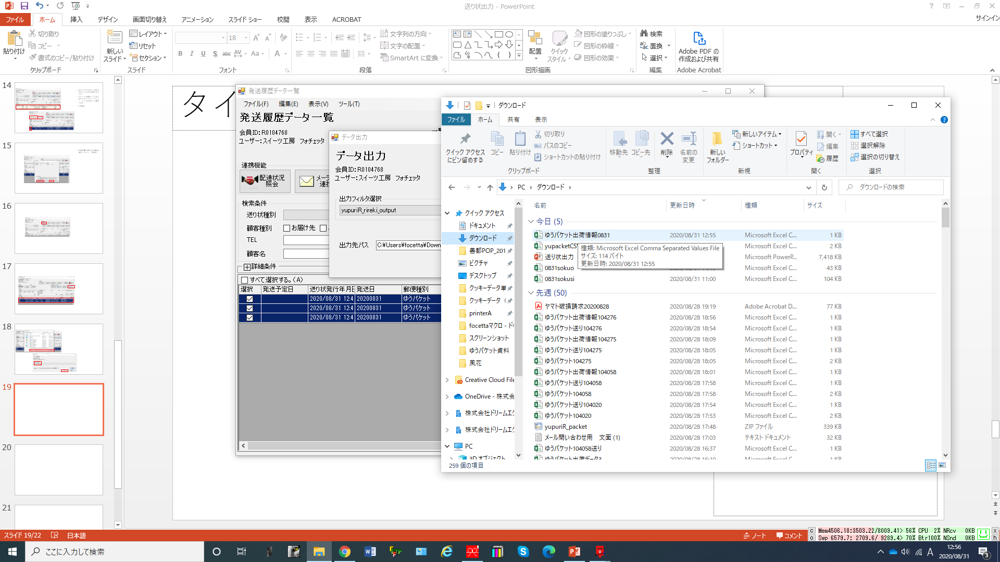 送り状出力 - PowerPoint
サインイン
ファイル ホーム 挿入 デザイン 画面切り替え アニメーション スライド ショー 校閲 表示 ACROBAT
貼り付け
切り取り
コピー
書式のコピー/貼り付け
クリップボード
新しい
スライド
レイアウト
リセット
セクション
スライド
18
フォント
文字列の方向
文字の配置
SmartArt に変換
段落
配置
クイック
スタイル
図形の塗りつぶし
図形の枠線
図形の効果
図形描画
検索
置換
選択
編集
Adobe PDF の
作成および共有
Adobe Acrobat
14
15
16
17
18
19
20
21
タイ
発送履歴データ一覧
ファイル(F) 編集(E) 表示(V) ツール(T)
発送履歴データ一覧
会員ID:R0104768
ユーザー:スイーツ工房 フォチェッタ
連携機能
配達状況
照会
検索条件
送り状種別
顧客種別 お届け先
TEL
顧客名
詳細条件
すべて選択する。(A)
選択 発送予定日 送り状発行年月日 発送日 郵便種別
2020/08/31 12:4 20200831 ゆうパケット
2020/08/31 12:4 20200831 ゆうパケット
2020/08/31 12:4 20200831 ゆうパケット
データ出力
データ出力
会員ID:R0104768
ユーザー:スイーツ工房 フォチェッタ
出力フィルタ選択
yupuriR_rireki_output
出力先パス C:¥Users¥focetta¥Down
ダウンロード
ファイル ホーム 共有 表示
クイック アクセス
にピン留めする
コピー
貼り付け
切り取り
パスのコピー
ショートカットの貼り付け
クリップボード
移動先 コピー先 削除 名前の
変更
整理
新しい
フォルダー
新しいアイテム
ショートカット
新規
プロパティ
開く
編集
履歴
開く
すべて選択
選択解除
選択の切り替え
選択
PC › ダウンロード ›
ダウンロードの検索
クイック アクセス
ドキュメント
ダウンロード
善都POP_201
ピクチャ
デスクトップ
クッキーデータ単
クッキーデータ（
printerA
focettaマクロ - ド
スクリーンショット
ゆうパケット資料
風花
Creative Cloud File
OneDrive - 株式会
株式会社ドリームエ
株式会社ドリームエ
PC
3D オブジェクト
名前 更新日時 種類 サイズ
今日 (5)
ゆうパケット出荷情報0831 2020/08/31 12:55 Microsoft Excel C... 1 KB
yupacketCS Microsoft Excel C... 2 KB
送り状出力 Microsoft PowerP... 7,418 KB
0831sokuo Microsoft Excel C... 43 KB
0831sokusi 2020/08/31 11:00 Microsoft Excel C... 104 KB
種類: Microsoft Excel Comma Separated Values File
サイズ: 114 バイト
更新日時: 2020/08/31 12:55
先週 (50)
ヤマト破損請求20200828 2020/08/28 19:19 Adobe Acrobat D... 77 KB
ゆうパケット出荷情報104276 2020/08/28 18:56 Microsoft Excel C... 1 KB
ゆうパケット送り104276 2020/08/28 18:54 Microsoft Excel C... 1 KB
ゆうパケット出荷情報104275 2020/08/28 18:09 Microsoft Excel C... 1 KB
ゆうパケット送り104275 2020/08/28 18:05 Microsoft Excel C... 1 KB
ゆうパケット104275 2020/08/28 18:05 Microsoft Excel C... 2 KB
ゆうパケット出荷情報104058 2020/08/28 18:01 Microsoft Excel C... 1 KB
ゆうパケット送り104058 2020/08/28 17:58 Microsoft Excel C... 1 KB
ゆうパケット104058 2020/08/28 17:58 Microsoft Excel C... 2 KB
ゆうパケット送り104020 2020/08/28 17:54 Microsoft Excel C... 1 KB
ゆうパケット104020 2020/08/28 17:53 Microsoft Excel C... 2 KB
yupuriR_packet 2020/08/28 17:48 ZIP ファイル 339 KB
メール問い合わせ用 文面 (1) 2020/08/28 17:03 テキスト ドキュメント 32 KB
ゆうパケット104058送り 2020/08/28 16:37 Microsoft Excel C... 1 KB
ゆうパケット出荷データ3 2020/08/28 16:10 Microsoft Excel C... 1 KB
259 個の項目
スライド 19/22 日本語
ノート コメント
Mem4506.18:3503.22/8009.41> 56% CPU 2% NRcv 0KB
Swp 6579.7: 2709.6/ 9289.4> 70% Btr100% NSnd 0KB
ここに入力して検索
A
12:56
2020/08/31
3